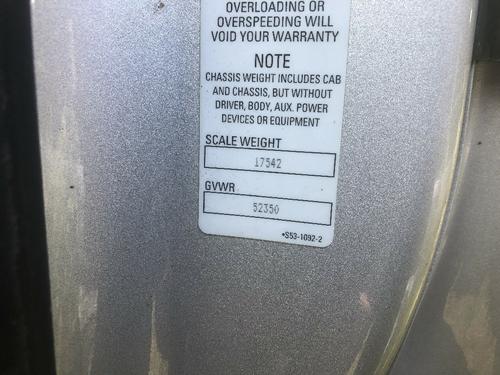 OVERLOADING OR
OVERSPEEDING WILL
VOID YOUR WARRANTY
NOTE
CHASSIS WEIGHT INCLUDES CAB
AND CHASSIS, BUT WITHOUT
DRIVER, BODY, AUX. POWER
DEVICES OR EQUIPMENT
SCALE WEIGHT
17542
GVWR
52350
*S53-1092-2